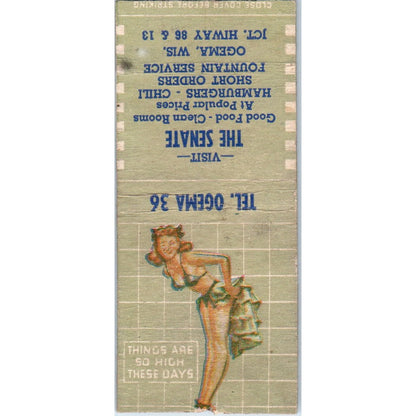 CLOSE COVER BEFORE STRIKING
—VISIT—
THE SENATE
Good Food - Clean Rooms
At Popular Prices
HAMBURGERS - CHILI
SHORT ORDERS
FOUNTAIN SERVICE
OGEMA, WIS.
JCT. HIWAY 86 & 13
TEL. OGEMA 36
THINGS ARE
SO HIGH
THESE DAYS